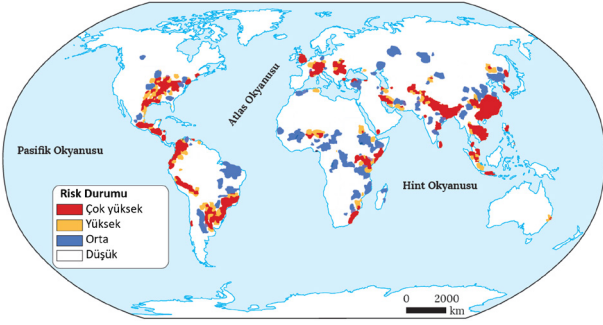 Atlas Okyanusu
Pasifik Okyanusu
Hint Okyanusu
Risk Durumu
Çok yüksek
Yüksek
Orta
Düşük
0 2000
km